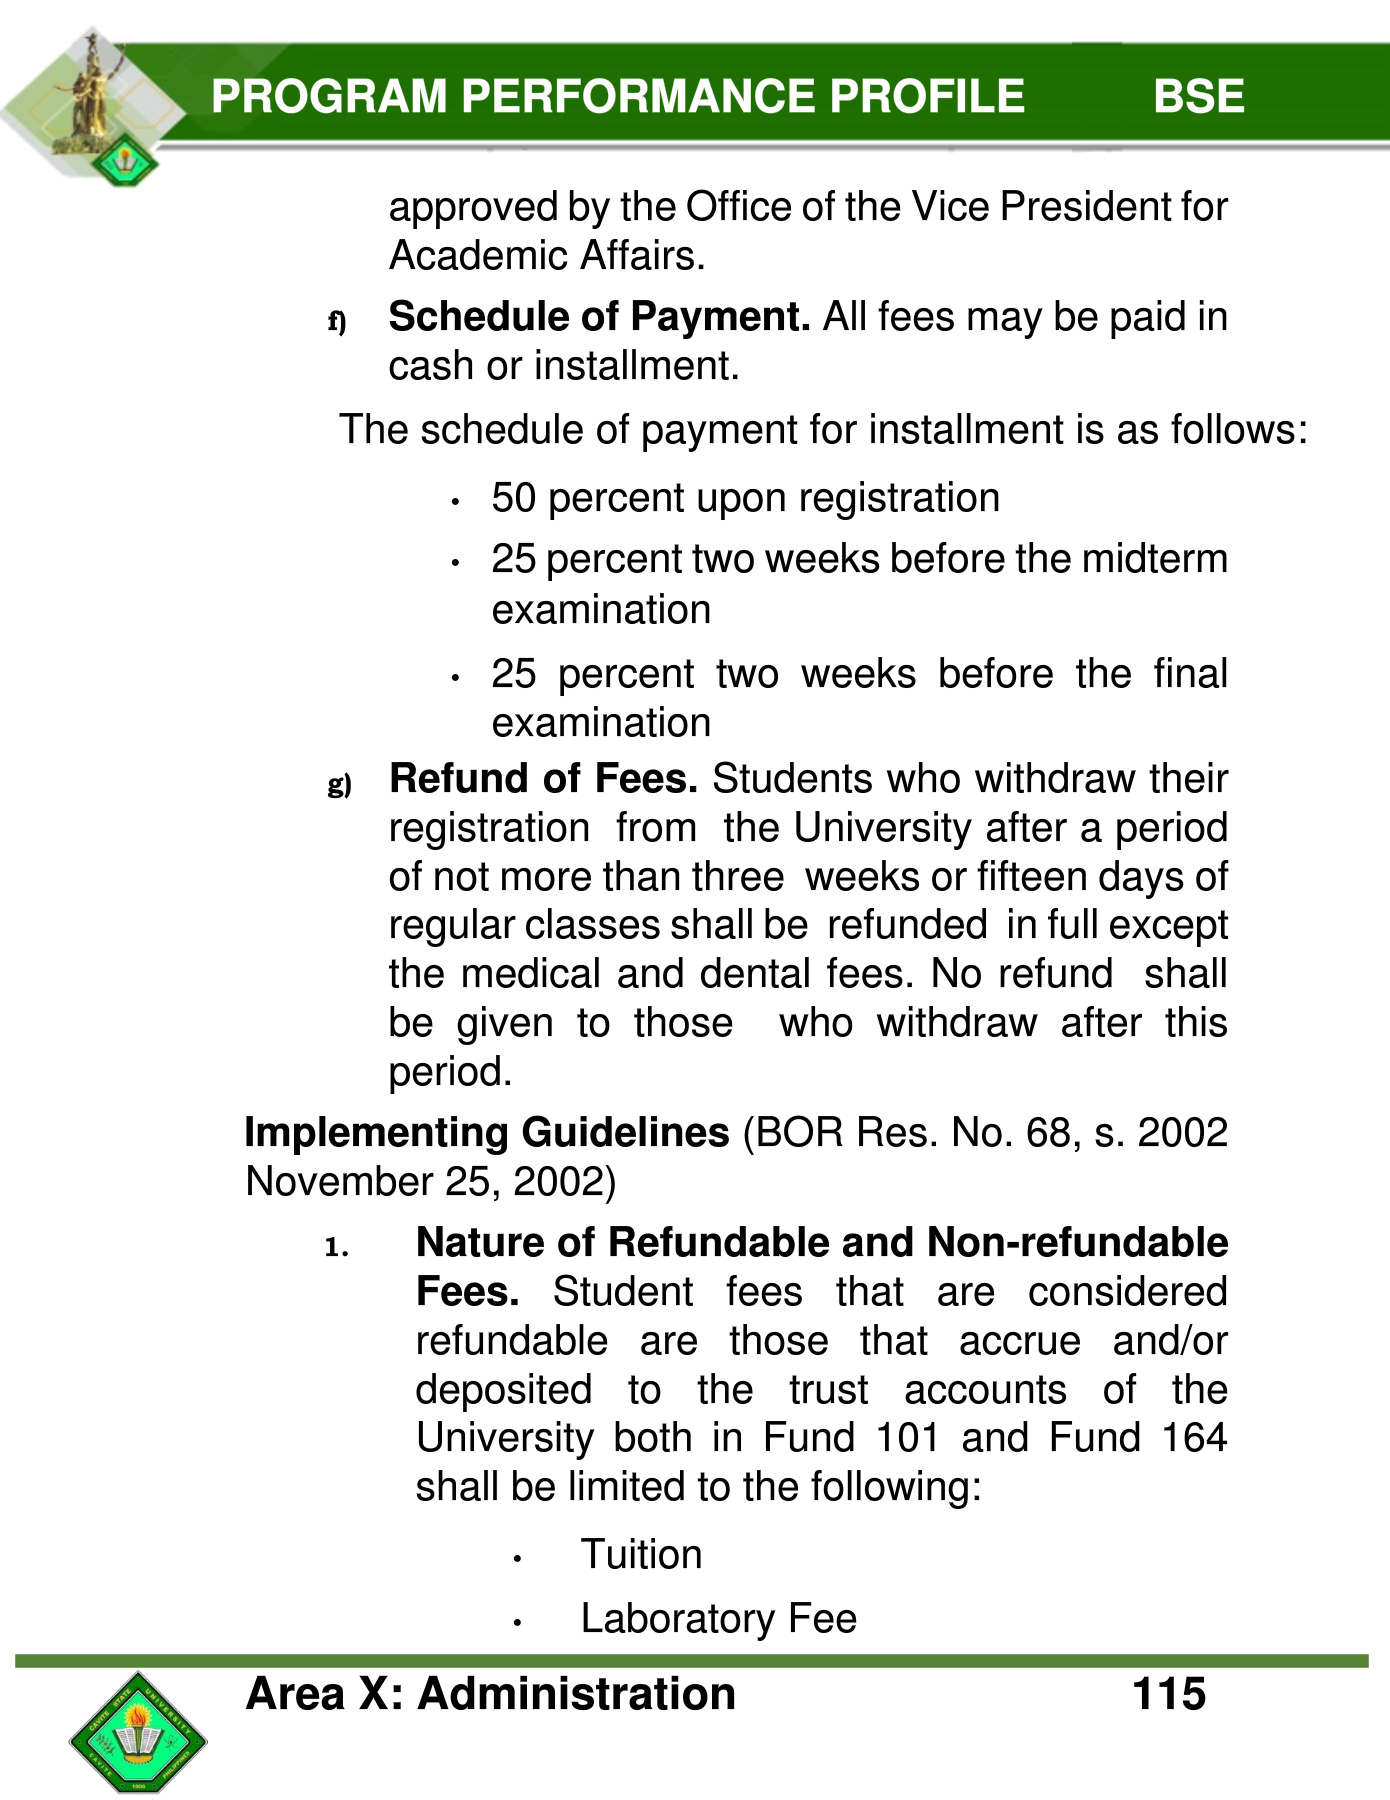 PROGRAM PERFORMANCE PROFILE BSE
approved by the Office of the Vice President for
Academic Affairs.
f) Schedule of Payment. All fees may be paid in
cash or installment.
The schedule of payment for installment is as follows:
• 50 percent upon registration
• 25 percent two weeks before the midterm
examination
• 25 percent two weeks before the final
examination
g) Refund of Fees. Students who withdraw their
registration from the University after a period
of not more than three weeks or fifteen days of
regular classes shall be refunded in full except
the medical and dental fees. No refund shall
be given to those who withdraw after this
period.
Implementing Guidelines (BOR Res. No. 68, s. 2002
November 25, 2002)
1. Nature of Refundable and Non-refundable
Fees. Student fees that are considered
refundable are those that accrue and/or
deposited to the trust accounts of the
University both in Fund 101 and Fund 164
shall be limited to the following:
• Tuition
• Laboratory Fee
Area X: Administration 115
CAVITE STATE UNIVERSITY
CAVITE PHILIPPINES
1906